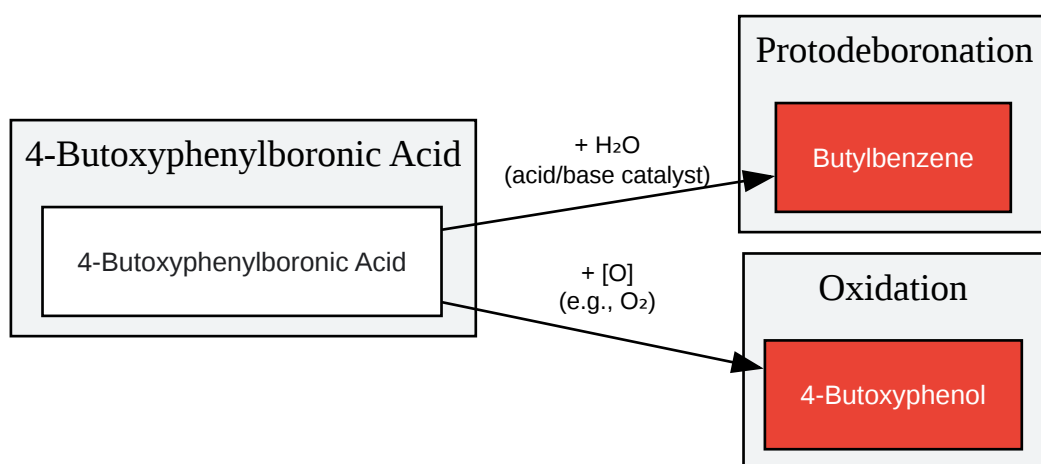 4-Butoxyphenylboronic Acid
4-Butoxyphenylboronic Acid
+ H₂O
(acid/base catalyst)
+ [O]
(e.g., O₂)
Protodeboronation
Butylbenzene
Oxidation
4-Butoxyphenol